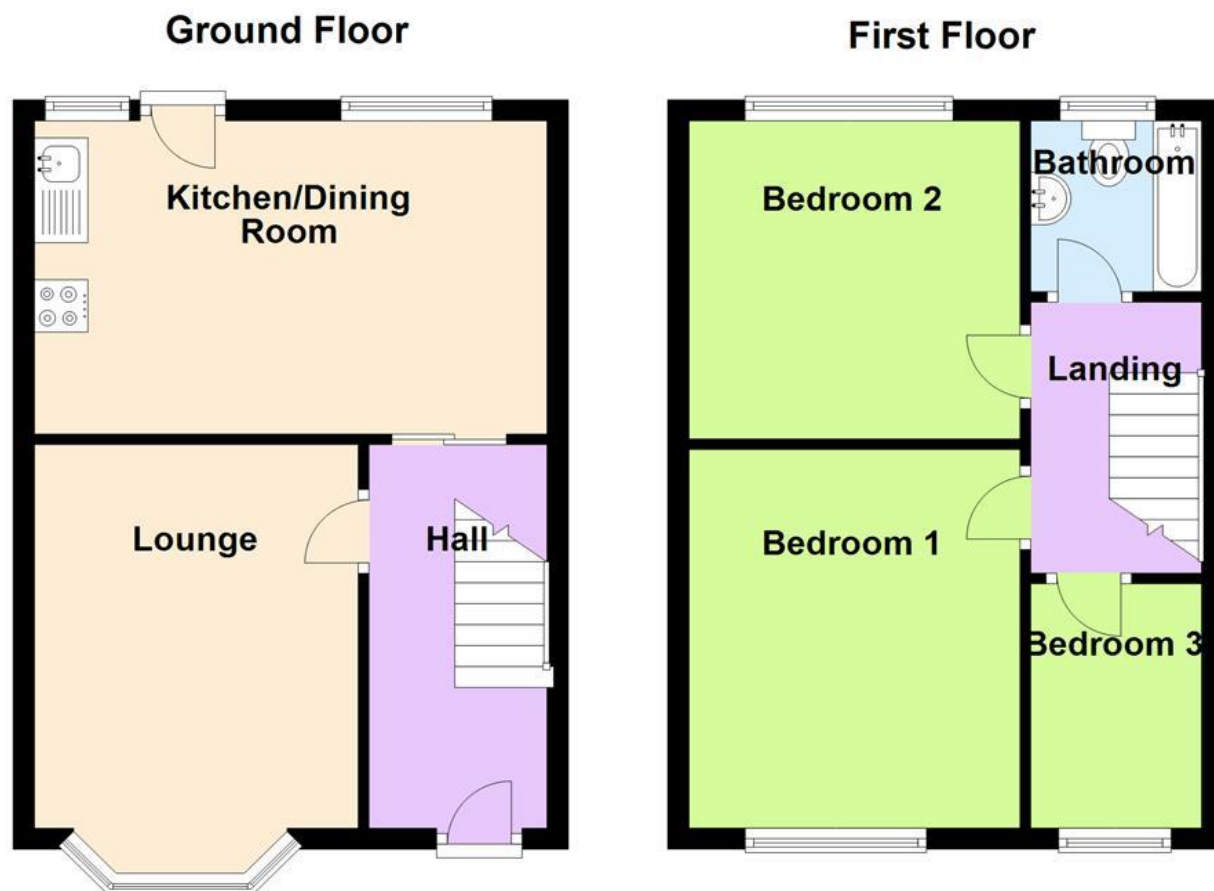 Ground Floor
Kitchen/Dining
Room
Lounge
Hall
First Floor
Bedroom 2
Bathroom
Landing
Bedroom 1
Bedroom 3